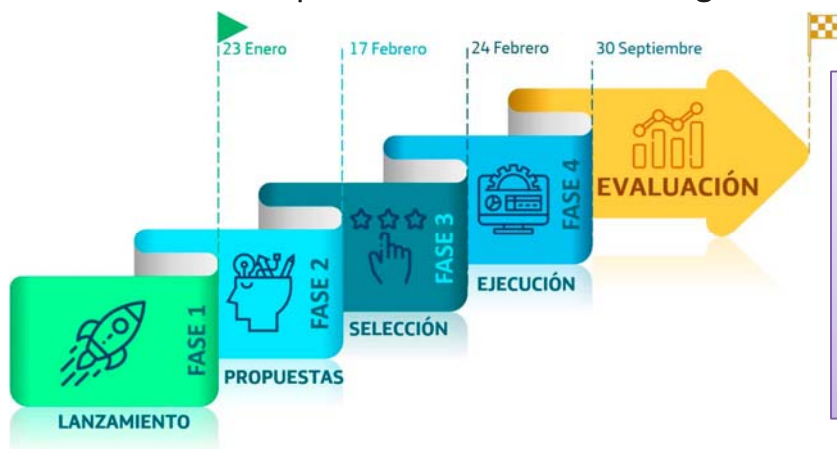 23 Enero
17 Febrero
24 Febrero
30 Septiembre
FASE 1
LANZAMIENTO
FASE 2
PROPUESTAS
FASE 3
SELECCIÓN
FASE 4
EJECUCIÓN
EVALUACIÓN